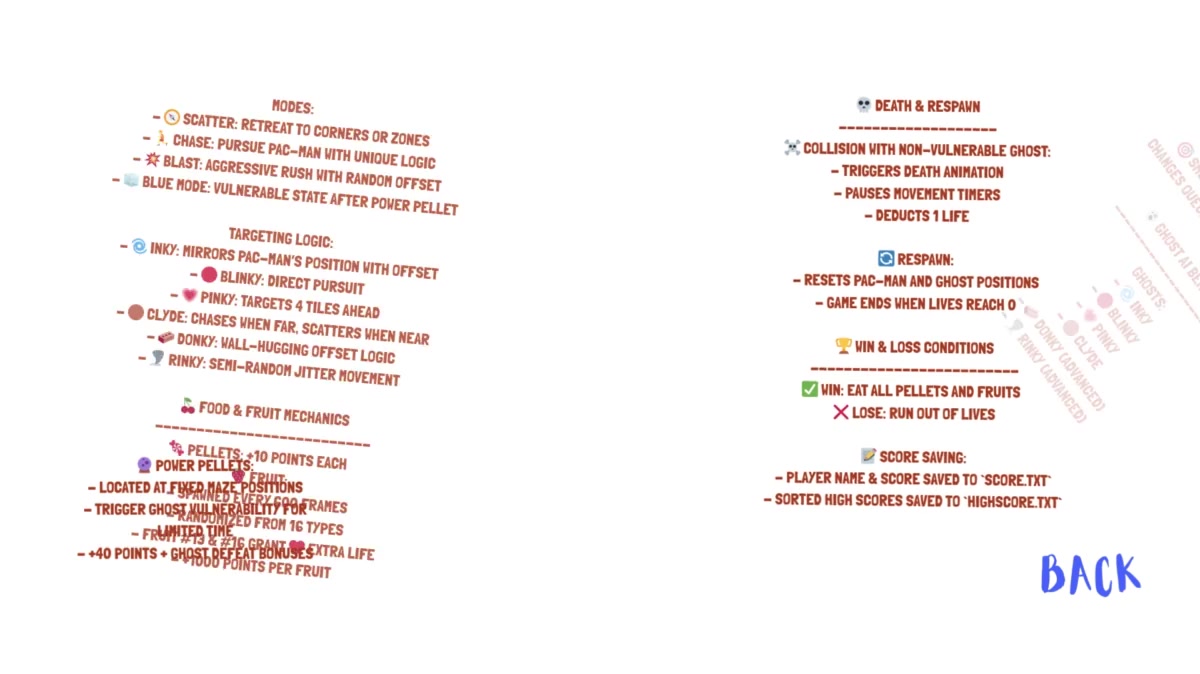 MODES:
- 🧭 SCATTER: RETREAT TO CORNERS OR ZONES
- 🏃 CHASE: PURSUE PAC-MAN WITH UNIQUE LOGIC
- 💥 BLAST: AGGRESSIVE RUSH WITH RANDOM OFFSET
- 🧊 BLUE MODE: VULNERABLE STATE AFTER POWER PELLET
TARGETING LOGIC:
- 🌀 INKY: MIRRORS PAC-MAN'S POSITION WITH OFFSET
- 🔴 BLINKY: DIRECT PURSUIT
- 💗 PINKY: TARGETS 4 TILES AHEAD
- 🟤 CLYDE: CHASES WHEN FAR, SCATTERS WHEN NEAR
- 🧱 DONKY: WALL-HUGGING OFFSET LOGIC
- 🌪️ RINKY: SEMI-RANDOM JITTER MOVEMENT
🍒 FOOD & FRUIT MECHANICS
--------------------------
🍬 PELLETS: +10 POINTS EACH
🍓 FRUIT:
- SPAWNED EVERY 600 FRAMES
- RANDOMIZED FROM 16 TYPES
- FRUIT #13 & #16 GRANT ❤️ EXTRA LIFE
- +1000 POINTS PER FRUIT
🔮 POWER PELLETS:
- LOCATED AT FIXED MAZE POSITIONS
- TRIGGER GHOST VULNERABILITY FOR
LIMITED TIME
- +40 POINTS + GHOST DEFEAT BONUSES
💀 DEATH & RESPAWN
-------------------
☠️ COLLISION WITH NON-VULNERABLE GHOST:
- TRIGGERS DEATH ANIMATION
- PAUSES MOVEMENT TIMERS
- DEDUCTS 1 LIFE
🔄 RESPAWN:
- RESETS PAC-MAN AND GHOST POSITIONS
- GAME ENDS WHEN LIVES REACH 0
🏆 WIN & LOSS CONDITIONS
-------------------------
✅ WIN: EAT ALL PELLETS AND FRUITS
❌ LOSE: RUN OUT OF LIVES
📝 SCORE SAVING:
- PLAYER NAME & SCORE SAVED TO `SCORE.TXT`
- SORTED HIGH SCORES SAVED TO `HIGHSCORE.TXT`
CHANGES
👻 GHOST AI
GHOSTS:
- 🌀 INKY
- 🔴 BLINKY
- 💗 PINKY
- 🟤 CLYDE
- 🧱 DONKY (ADVANCED)
- 🌪️ RINKY (ADVANCED)
BACK